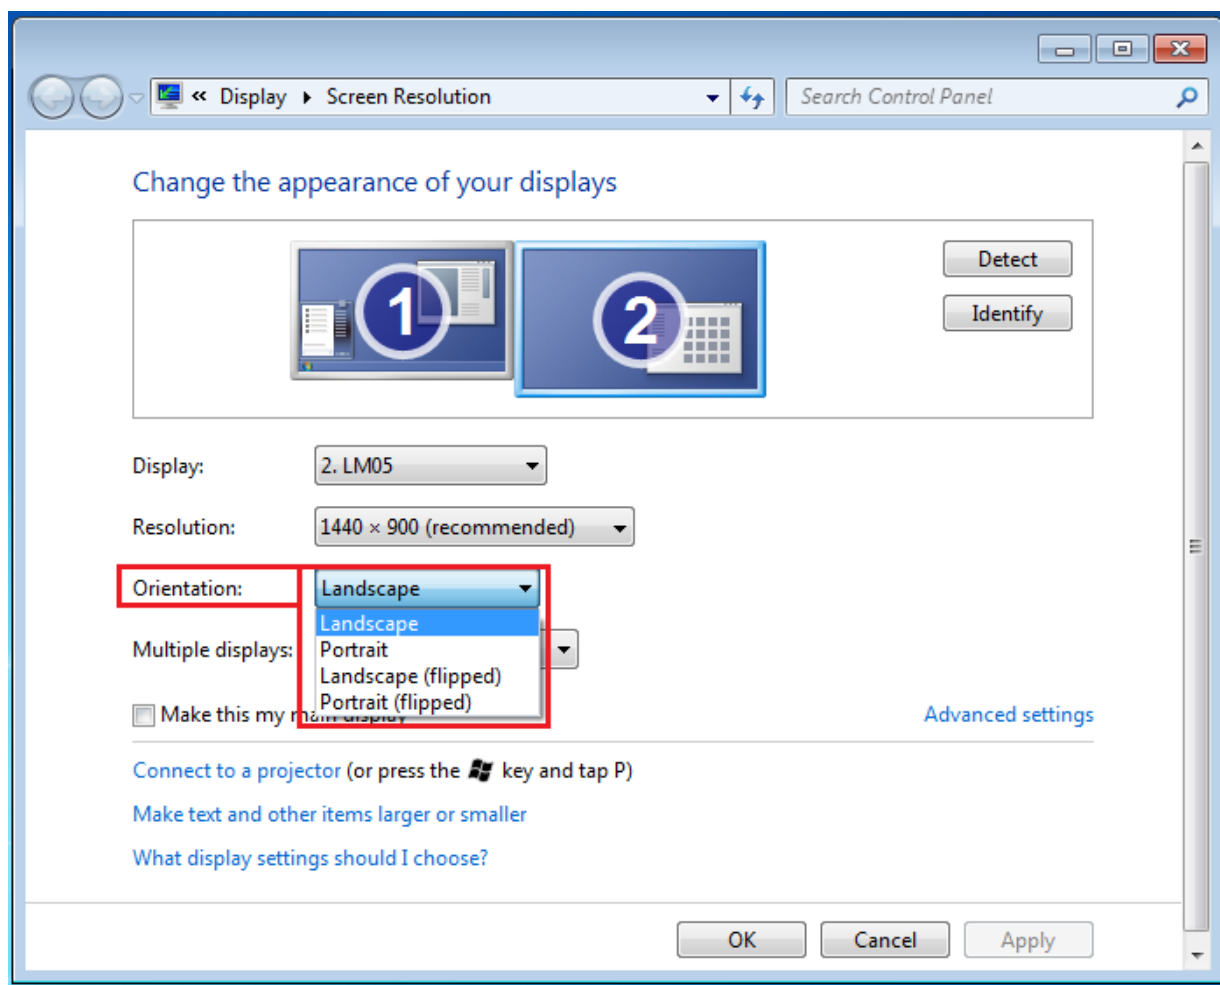 « Display ▸ Screen Resolution
Search Control Panel
Change the appearance of your displays
1
2
Detect
Identify
Display: 2. LM05
Resolution: 1440 × 900 (recommended)
Orientation: Landscape
Landscape
Multiple displays: Portrait
Landscape (flipped)
Portrait (flipped)
Make this my main display
Advanced settings
Connect to a projector (or press the key and tap P)
Make text and other items larger or smaller
What display settings should I choose?
OK Cancel Apply